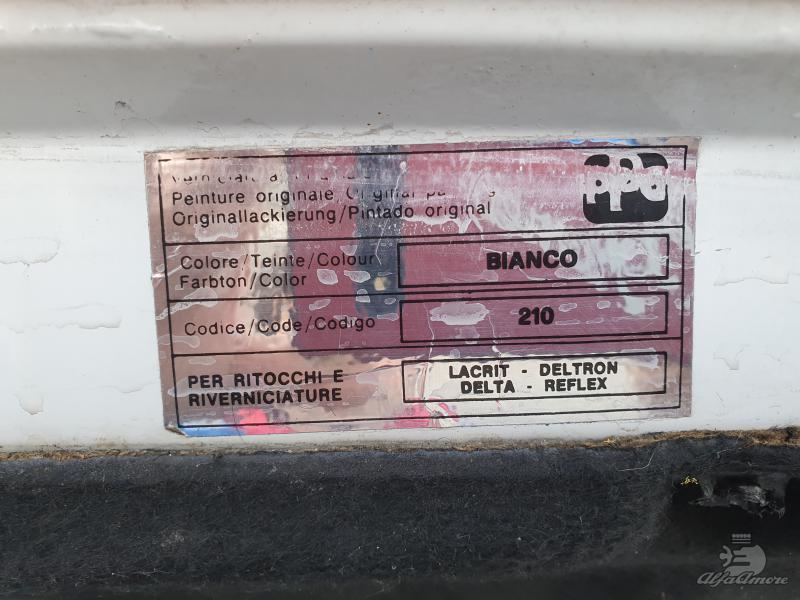 Peinture originale
Originallackierung/Pintado original
PPG
Colore/Teinte/Colour
Farbton/Color
BIANCO
Codice/Code/Codigo
210
PER RITOCCHI E
RIVERNICIATURE
LACRIT - DELTRON
DELTA - REFLEX
AlfaAmore